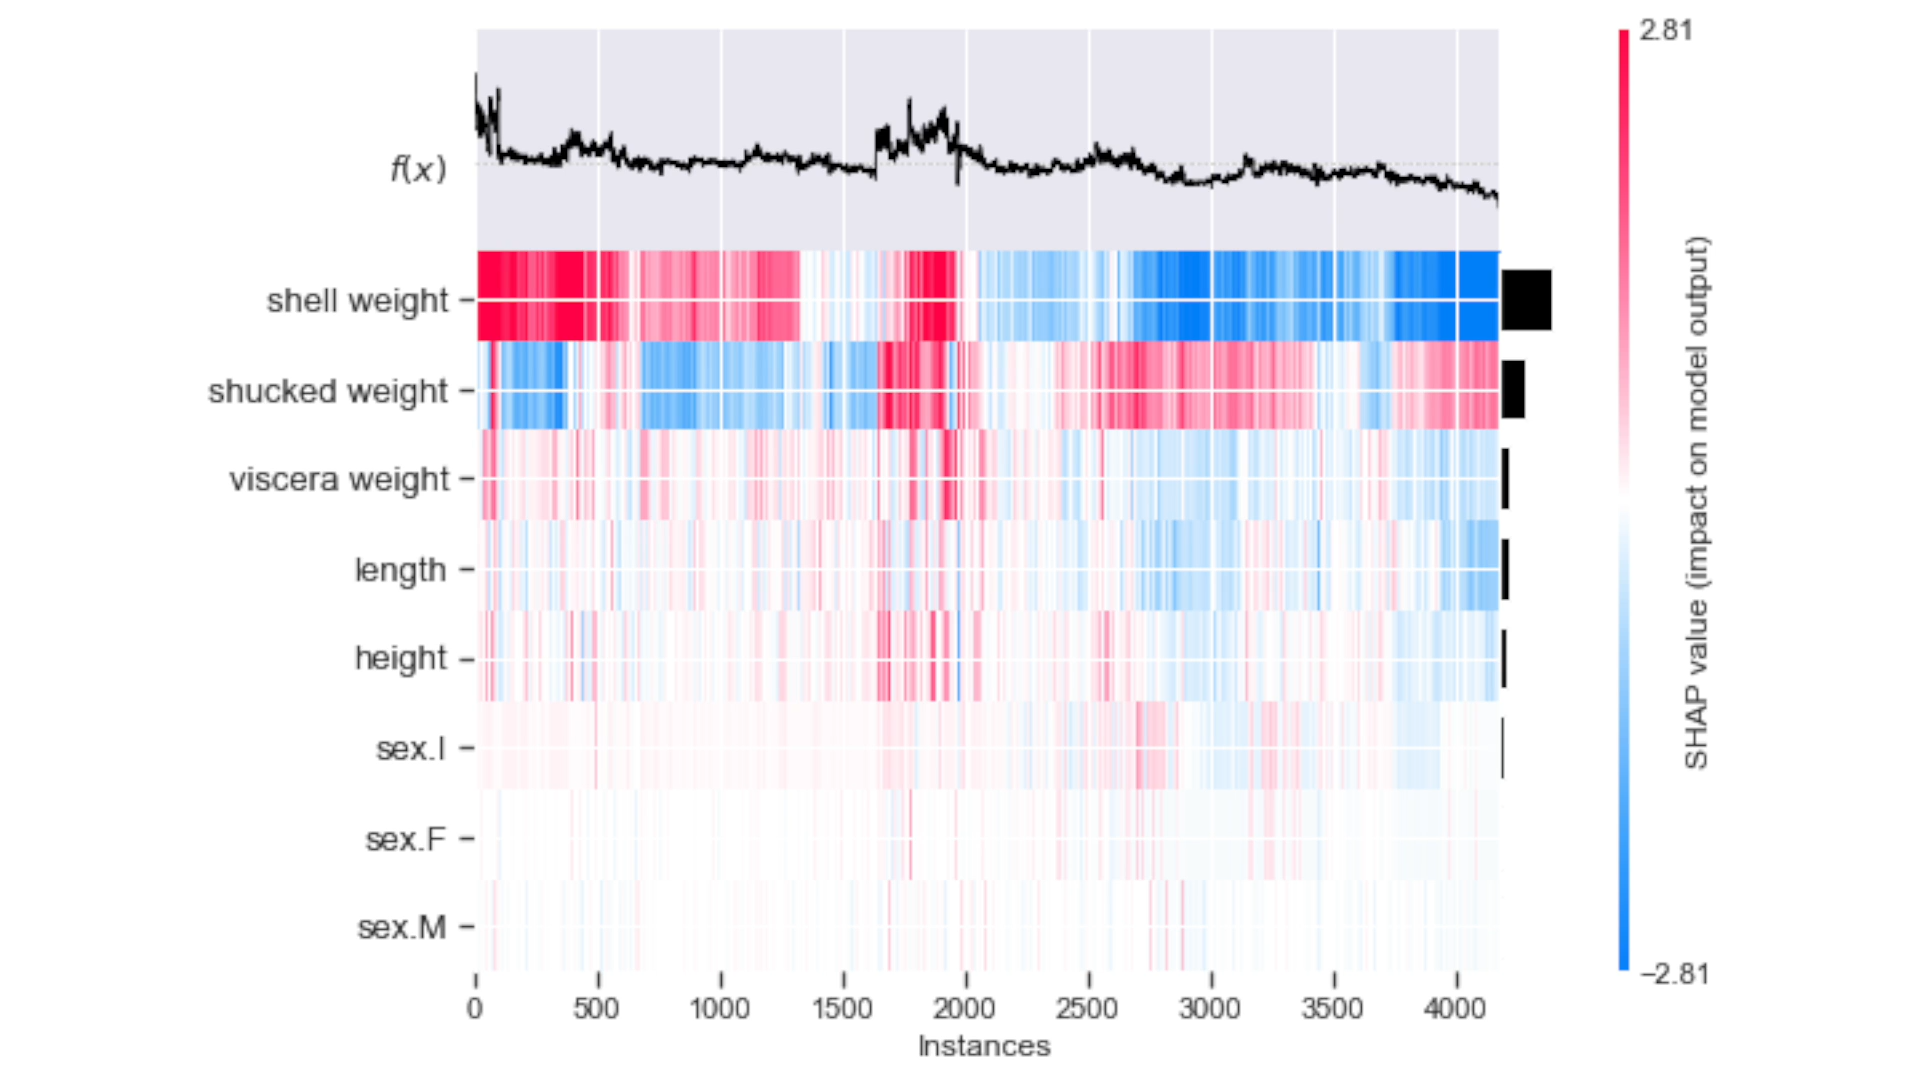 2.81
f(x)
shell weight
shucked weight
viscera weight
length
height
sex.I
sex.F
sex.M
0 500 1000 1500 2000 2500 3000 3500 4000
Instances
SHAP value (impact on model output)
−2.81